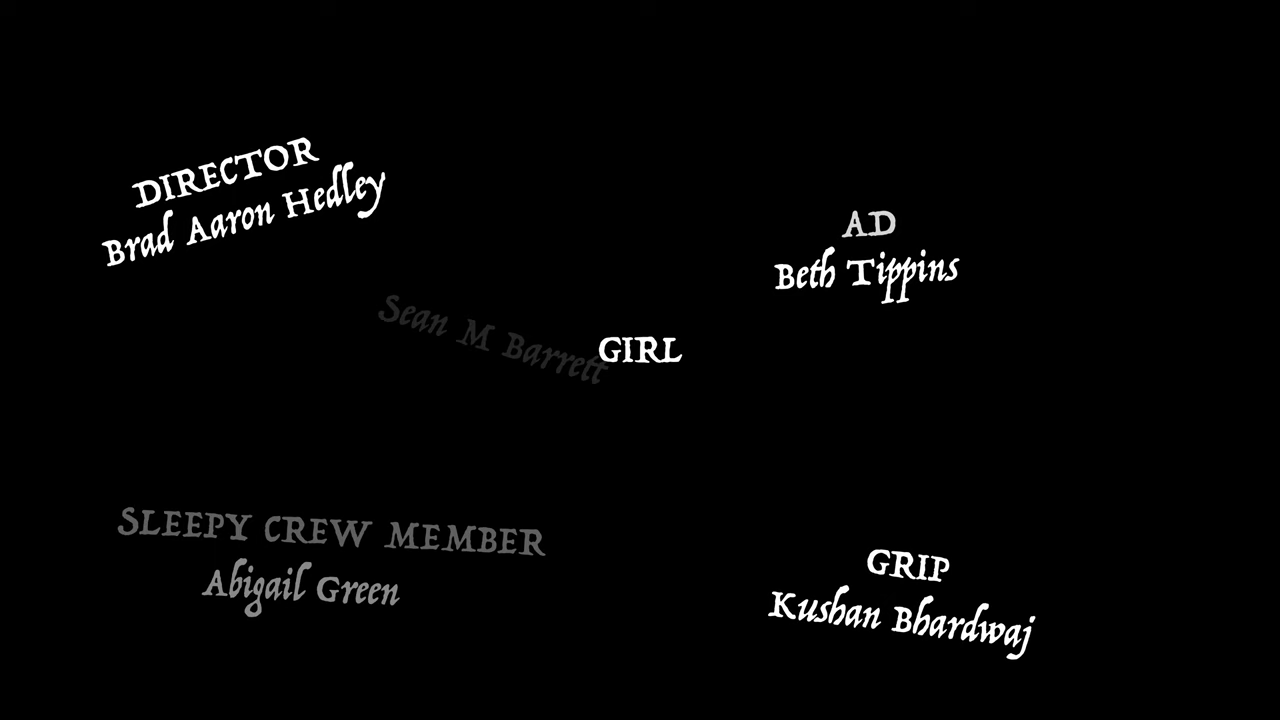 DIRECTOR
Brad Aaron Hedley
AD
Beth Tippins
Sean M Barrett
GIRL
SLEEPY CREW MEMBER
Abigail Green
GRIP
Kushan Bhardwaj